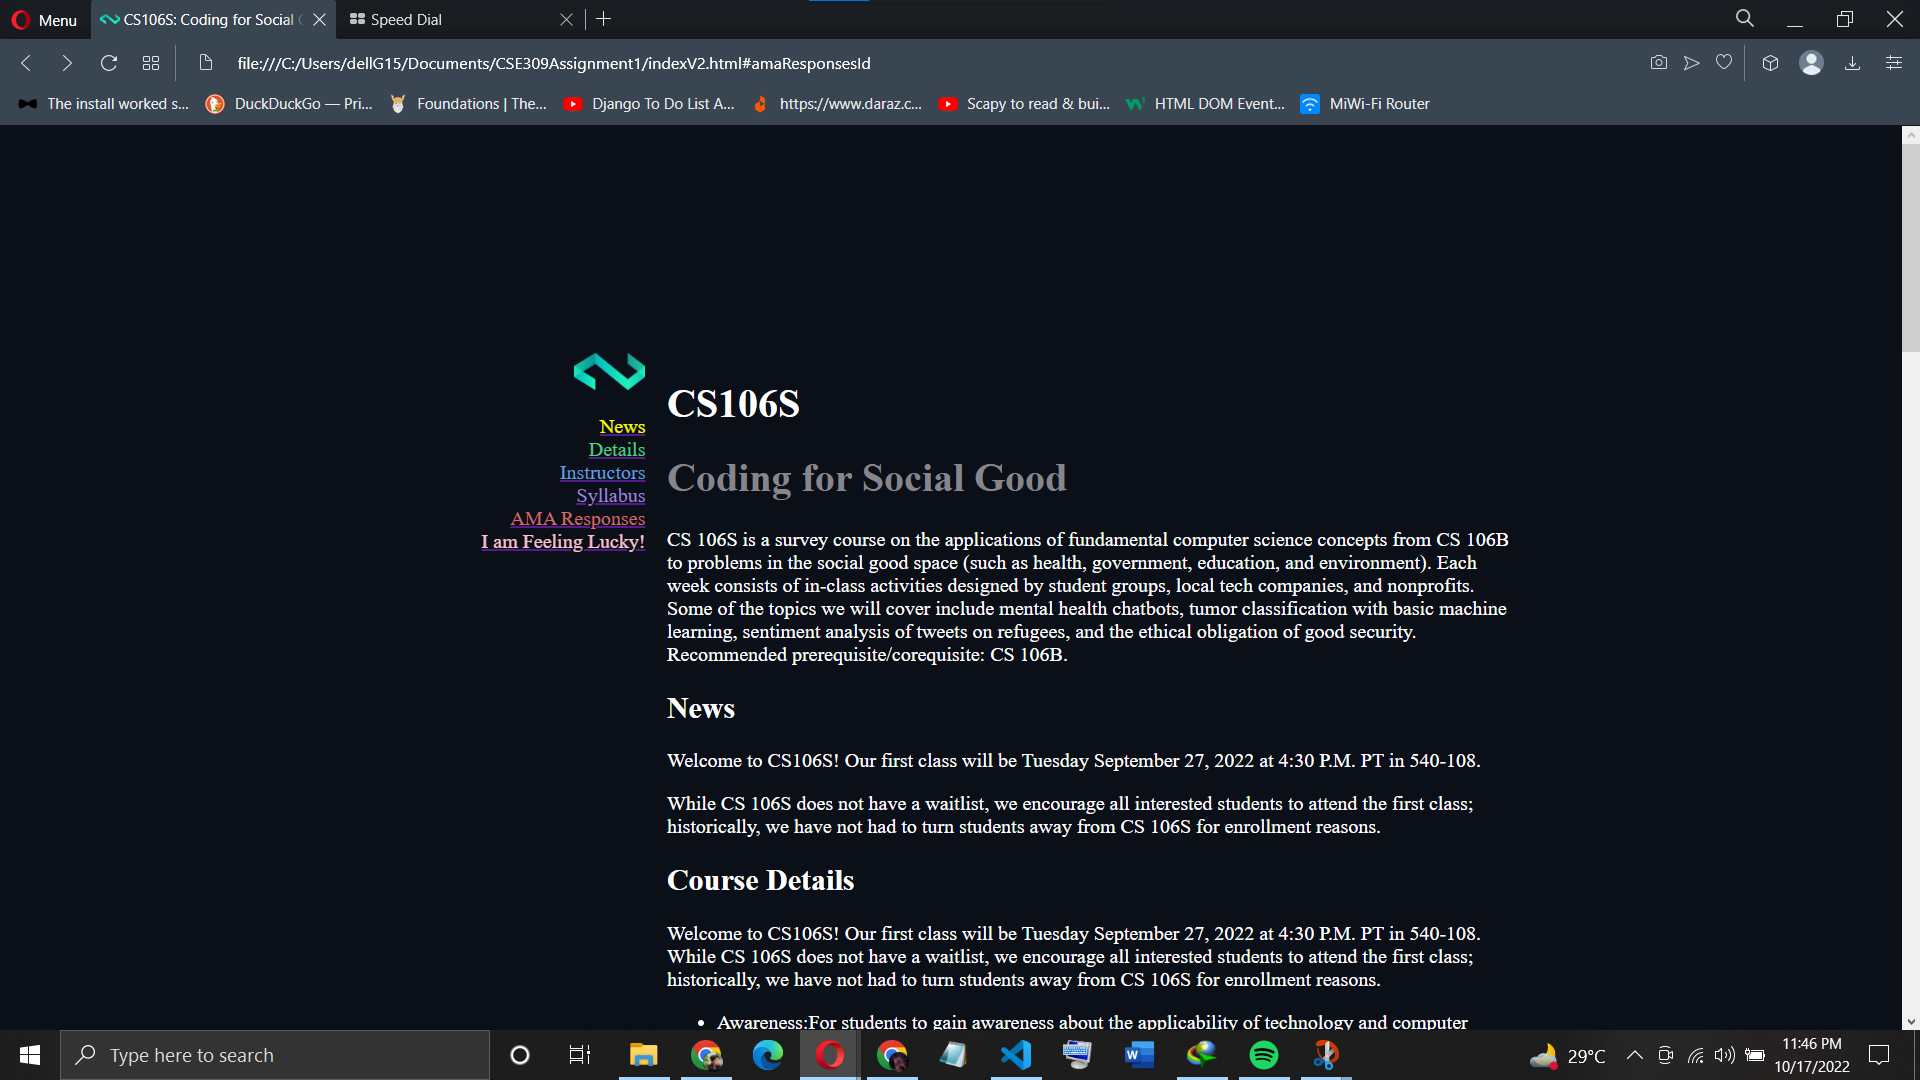 Menu
CS106S: Coding for Social
Speed Dial
file:///C:/Users/dellG15/Documents/CSE309Assignment1/indexV2.html#amaResponsesId
The install worked s...
DuckDuckGo — Pri...
Foundations | The...
Django To Do List A...
https://www.daraz.c...
Scapy to read & bui...
HTML DOM Event...
MiWi-Fi Router
News
Details
Instructors
Syllabus
AMA Responses
I am Feeling Lucky!
CS106S
Coding for Social Good
CS 106S is a survey course on the applications of fundamental computer science concepts from CS 106B
to problems in the social good space (such as health, government, education, and environment). Each
week consists of in-class activities designed by student groups, local tech companies, and nonprofits.
Some of the topics we will cover include mental health chatbots, tumor classification with basic machine
learning, sentiment analysis of tweets on refugees, and the ethical obligation of good security.
Recommended prerequisite/corequisite: CS 106B.
News
Welcome to CS106S! Our first class will be Tuesday September 27, 2022 at 4:30 P.M. PT in 540-108.
While CS 106S does not have a waitlist, we encourage all interested students to attend the first class;
historically, we have not had to turn students away from CS 106S for enrollment reasons.
Course Details
Welcome to CS106S! Our first class will be Tuesday September 27, 2022 at 4:30 P.M. PT in 540-108.
While CS 106S does not have a waitlist, we encourage all interested students to attend the first class;
historically, we have not had to turn students away from CS 106S for enrollment reasons.
• Awareness:For students to gain awareness about the applicability of technology and computer
Type here to search
29°C
11:46 PM
10/17/2022